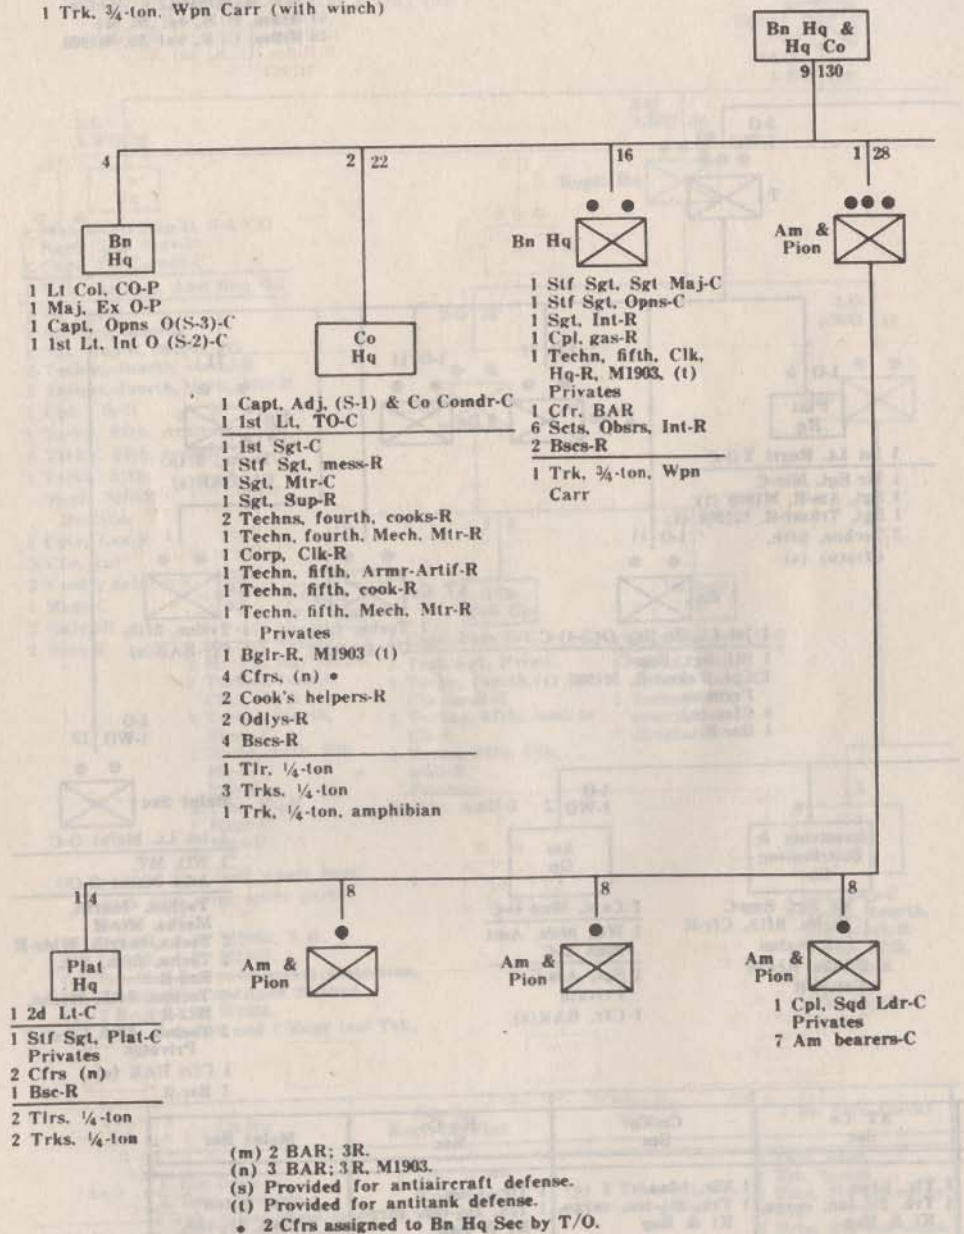 1 Trk, ¾-ton, Wpn Carr (with winch)
Bn Hq &
Hq Co
9 130
4
2 22
16
1 28
Bn
Hq
1 Lt Col, CO-P
1 Maj, Ex O-P
1 Capt, Opns O(S-3)-C
1 1st Lt, Int O (S-2)-C
Co
Hq
1 Capt, Adj, (S-1) & Co Comdr-C
1 1st Lt, TO-C
1 1st Sgt-C
1 Stf Sgt, mess-R
1 Sgt, Mtr-C
1 Sgt, Sup-R
2 Techns, fourth, cooks-R
1 Techn, fourth, Mech, Mtr-R
1 Corp, Clk-R
1 Techn, fifth, Armr-Artif-R
1 Techn, fifth, cook-R
1 Techn, fifth, Mech, Mtr-R
Privates
1 Bglr-R, M1903 (t)
4 Cfrs, (n) •
2 Cook's helpers-R
2 Odlys-R
4 Bscs-R
1 Tlr, ¼-ton
3 Trks, ¼-ton
1 Trk, ¼-ton, amphibian
Bn Hq
1 Stf Sgt, Sgt Maj-C
1 Stf Sgt, Opns-C
1 Sgt, Int-R
1 Cpl, gas-R
1 Techn, fifth, Clk,
Hq-R, M1903, (t)
Privates
1 Cfr, BAR
6 Scts, Obsrs, Int-R
2 Bscs-R
1 Trk, ¾-ton, Wpn
Carr
Am &
Pion
1 4
8
8
8
Plat
Hq
1 2d Lt-C
1 Stf Sgt, Plat-C
Privates
2 Cfrs (n)
1 Bsc-R
2 Tlrs, ¼-ton
2 Trks, ¼-ton
Am &
Pion
Am &
Pion
Am &
Pion
1 Cpl, Sqd Ldr-C
Privates
7 Am bearers-C
(m) 2 BAR; 3R.
(n) 3 BAR; 3R, M1903.
(s) Provided for antiaircraft defense.
(t) Provided for antitank defense.
• 2 Cfrs assigned to Bn Hq Sec by T/O.